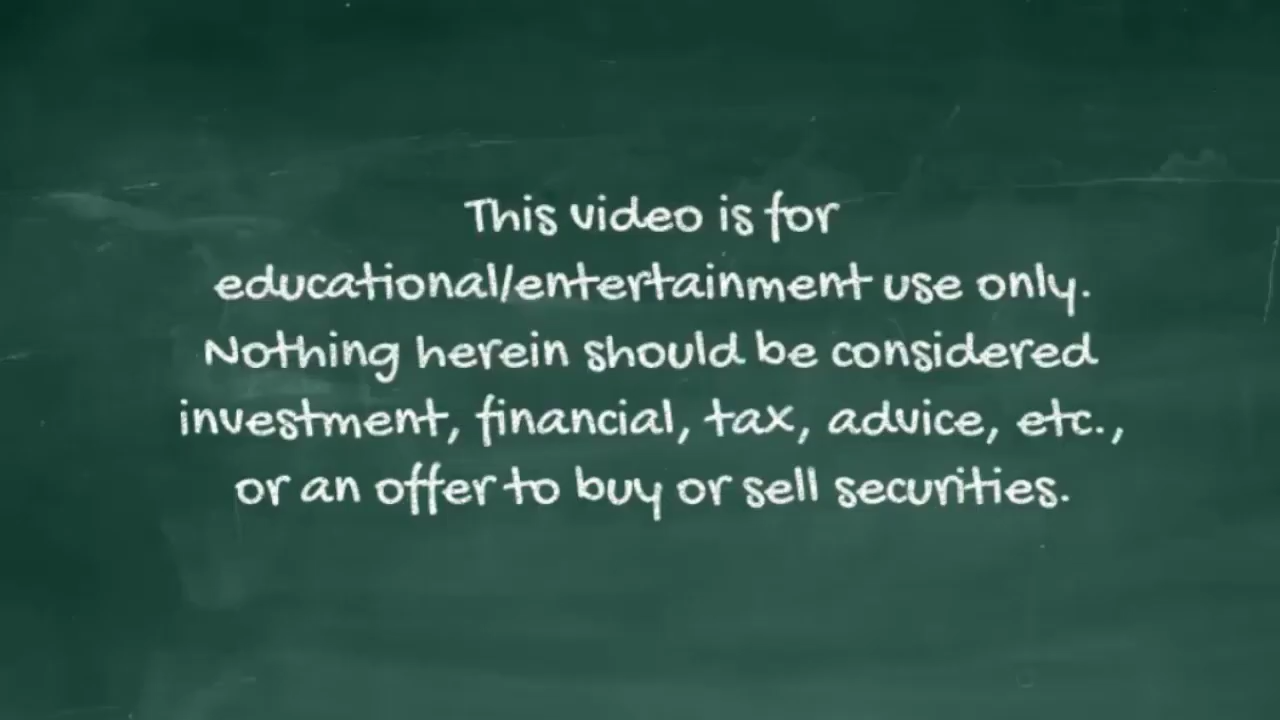 This video is for
educational/entertainment use only.
Nothing herein should be considered
investment, financial, tax, advice, etc.,
or an offer to buy or sell securities.